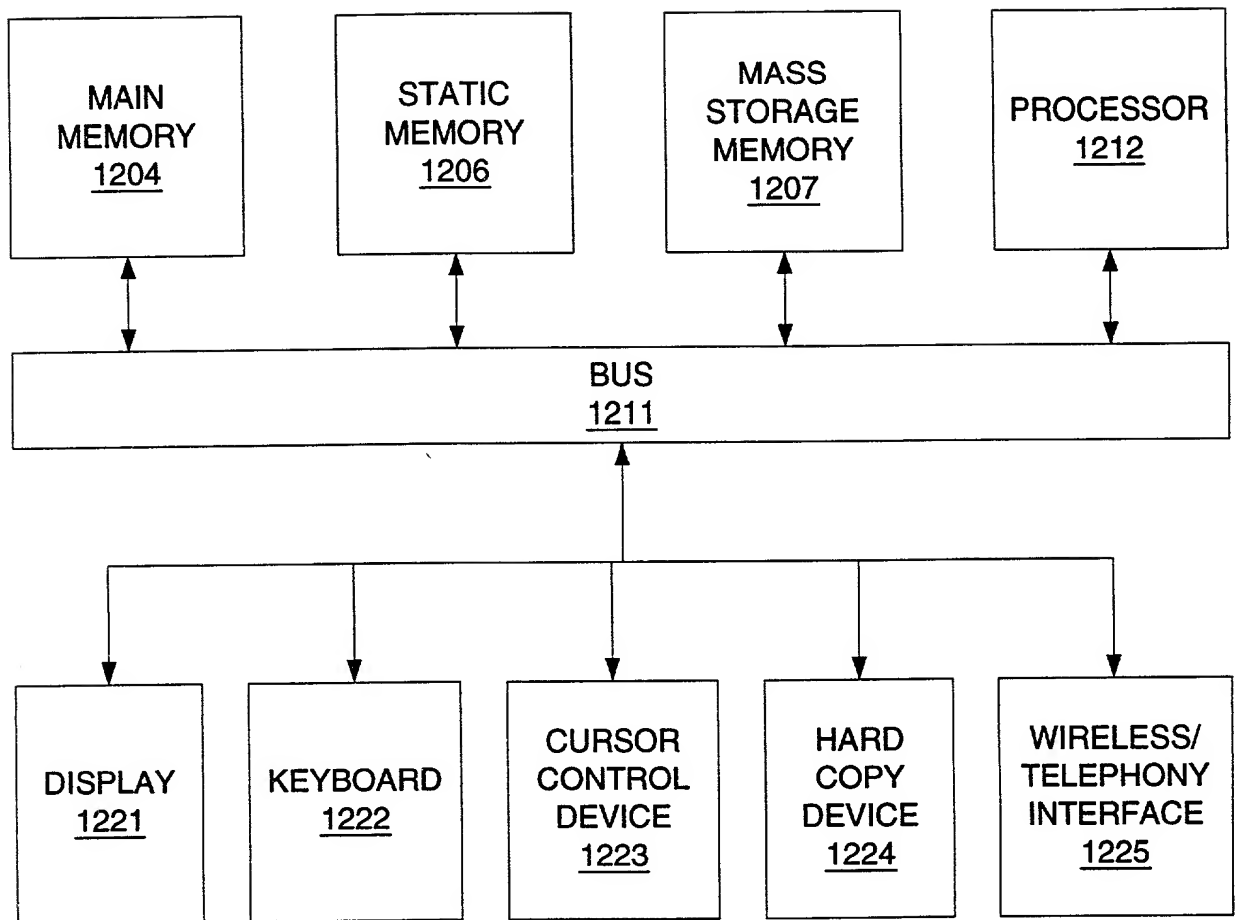 MAIN
MEMORY
1204
STATIC
MEMORY
1206
MASS
STORAGE
MEMORY
1207
PROCESSOR
1212
BUS
1211
DISPLAY
1221
KEYBOARD
1222
CURSOR
CONTROL
DEVICE
1223
HARD
COPY
DEVICE
1224
WIRELESS/
TELEPHONY
INTERFACE
1225